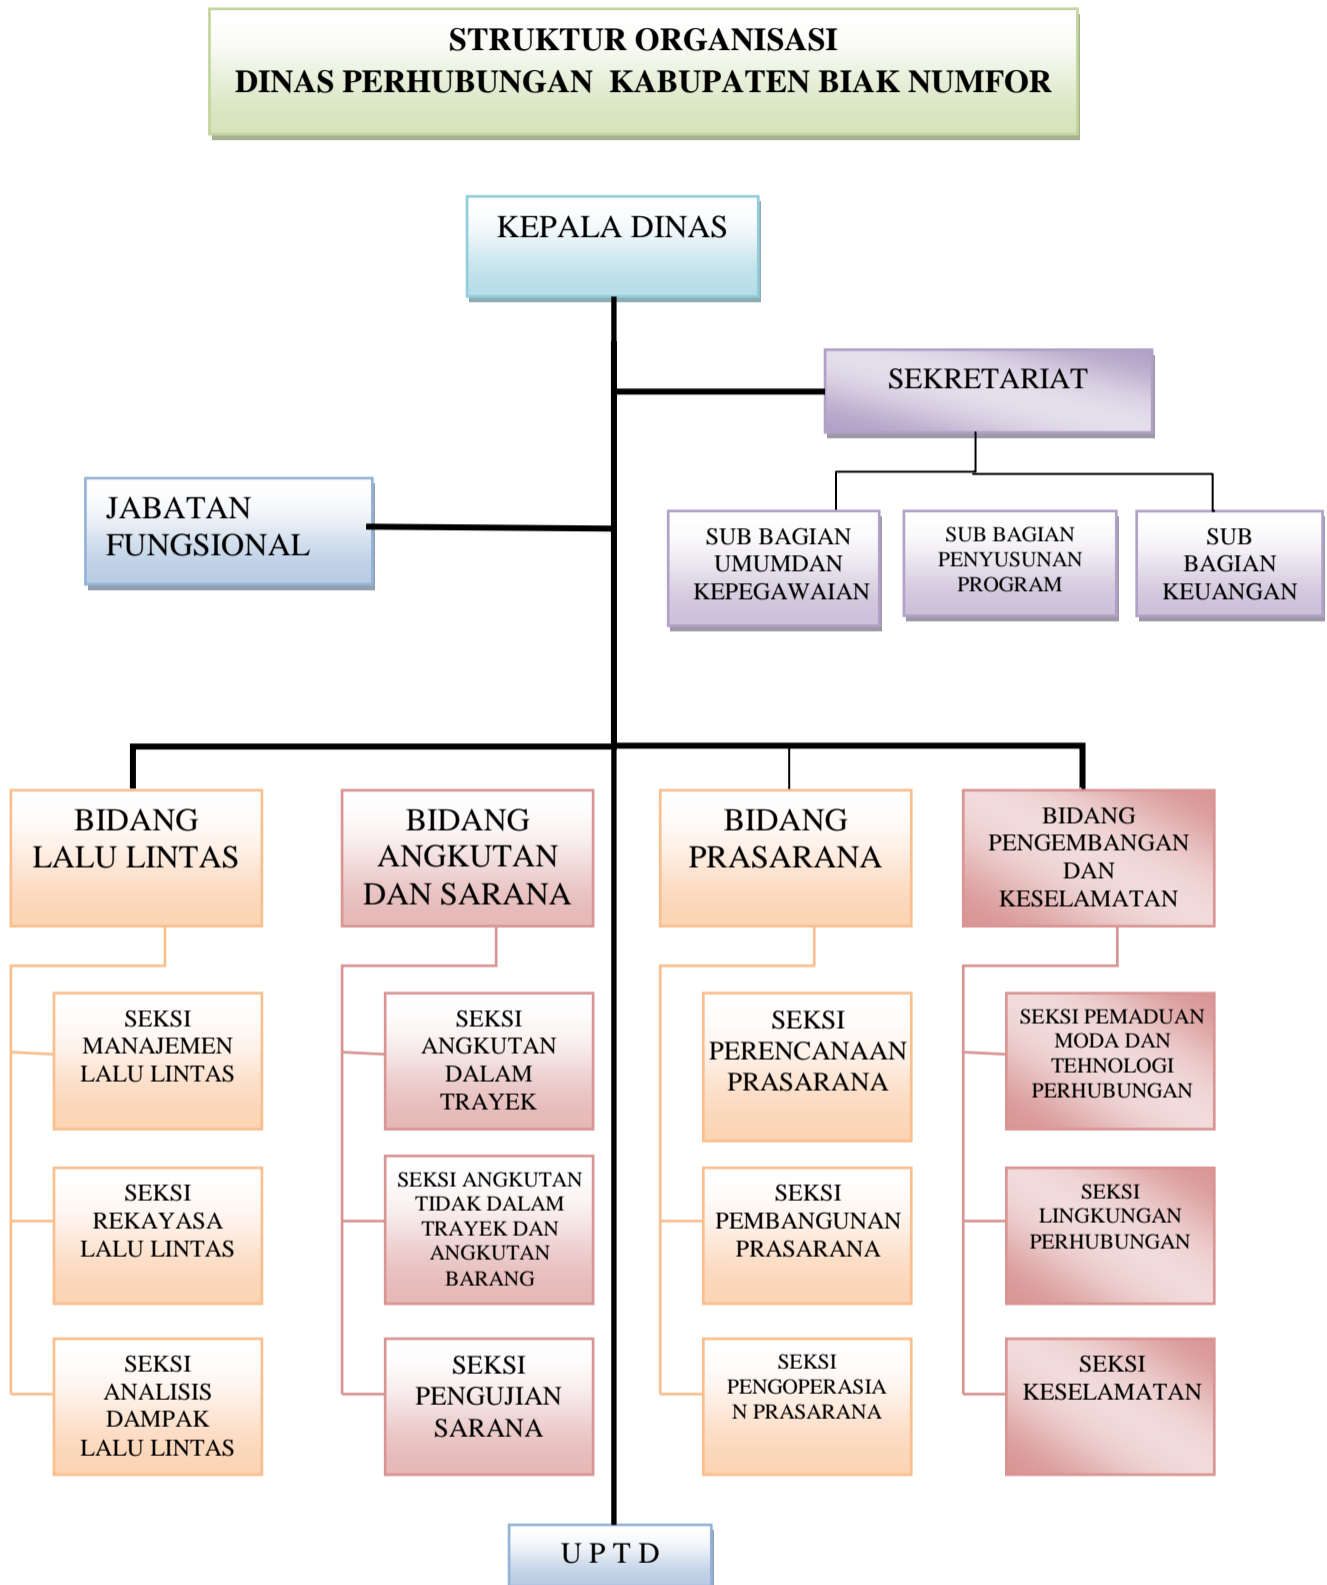 STRUKTUR ORGANISASI
DINAS PERHUBUNGAN KABUPATEN BIAK NUMFOR
KEPALA DINAS
SEKRETARIAT
JABATAN
FUNGSIONAL
SUB BAGIAN
UMUMDAN
KEPEGAWAIAN
SUB BAGIAN
PENYUSUNAN
PROGRAM
SUB
BAGIAN
KEUANGAN
BIDANG
LALU LINTAS
BIDANG
ANGKUTAN
DAN SARANA
BIDANG
PRASARANA
BIDANG
PENGEMBANGAN
DAN
KESELAMATAN
SEKSI
MANAJEMEN
LALU LINTAS
SEKSI
ANGKUTAN
DALAM
TRAYEK
SEKSI
PERENCANAAN
PRASARANA
SEKSI PEMADUAN
MODA DAN
TEHNOLOGI
PERHUBUNGAN
SEKSI
REKAYASA
LALU LINTAS
SEKSI ANGKUTAN
TIDAK DALAM
TRAYEK DAN
ANGKUTAN
BARANG
SEKSI
PEMBANGUNAN
PRASARANA
SEKSI
LINGKUNGAN
PERHUBUNGAN
SEKSI
ANALISIS
DAMPAK
LALU LINTAS
SEKSI
PENGUJIAN
SARANA
SEKSI
PENGOPERASIA
N PRASARANA
SEKSI
KESELAMATAN
U P T D